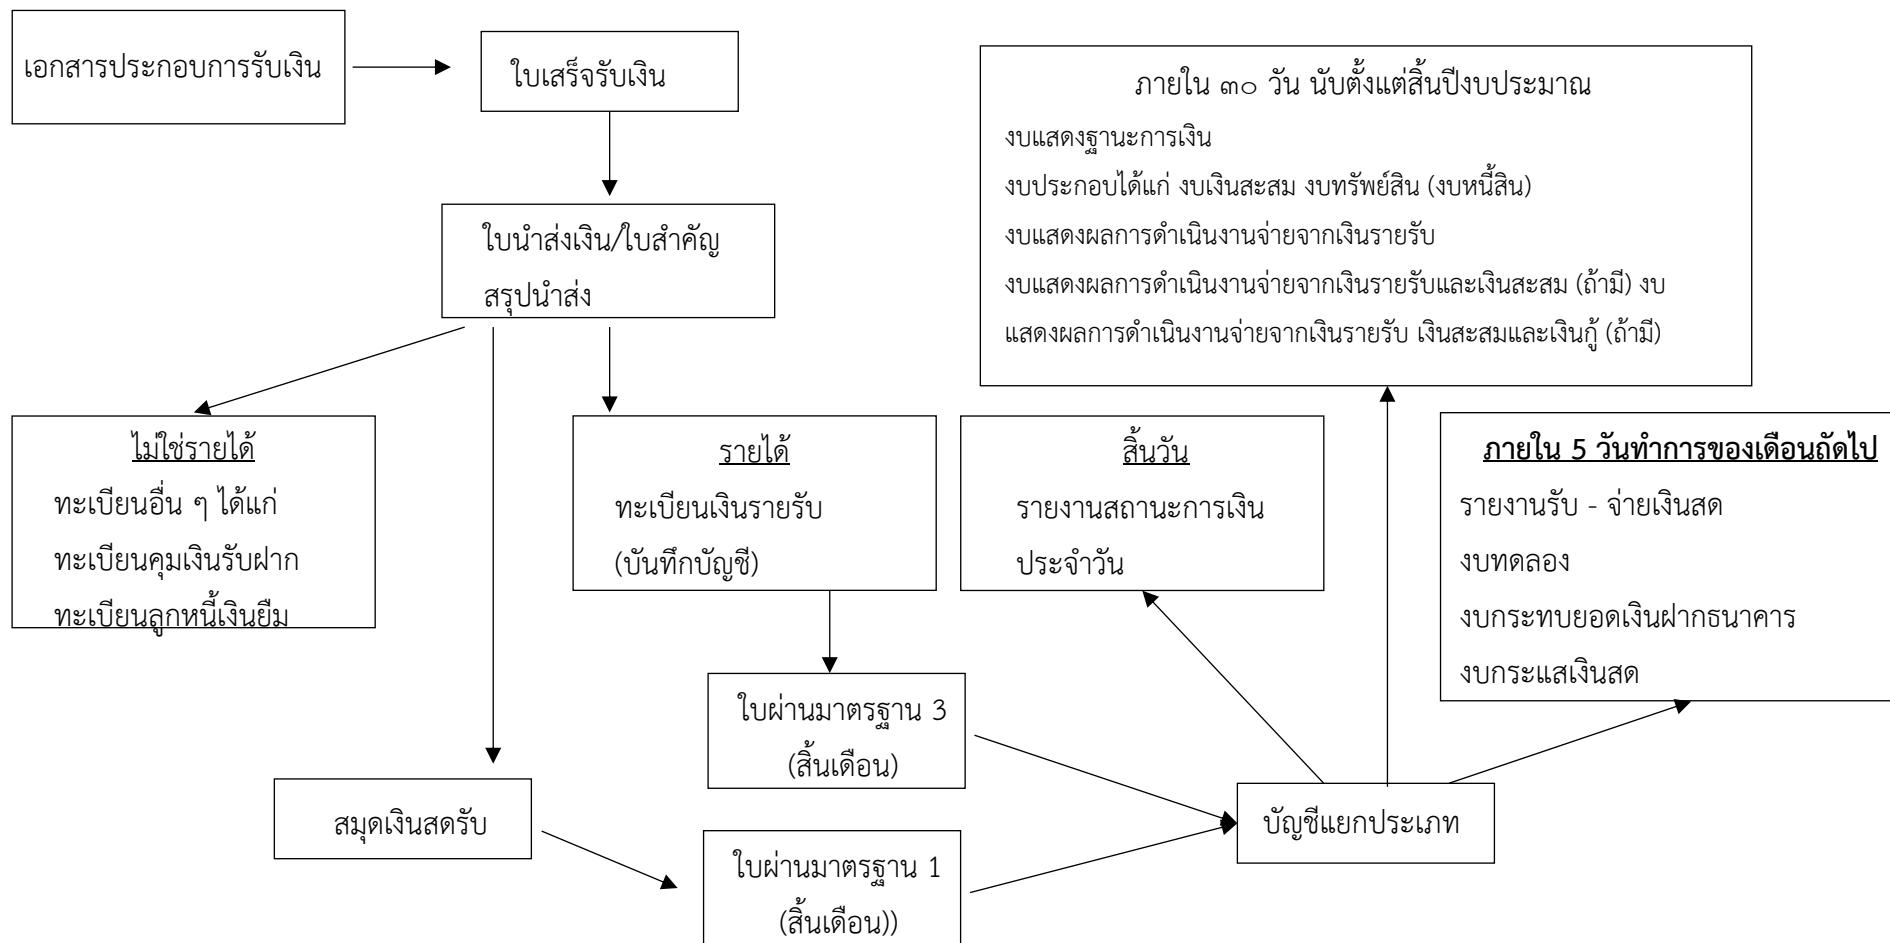 เอกสารประกอบการรับเงิน
ใบเสร็จรับเงิน
ใบนำส่งเงิน/ใบสำคัญ
สรุปนำส่ง
ไม่ใช่รายได้
ทะเบียนอื่น ๆ ได้แก่
ทะเบียนคุมเงินรับฝาก
ทะเบียนลูกหนี้เงินยืม
รายได้
ทะเบียนเงินรายรับ
(บันทึกบัญชี)
ใบผ่านมาตรฐาน 3
(สิ้นเดือน)
สมุดเงินสดรับ
ใบผ่านมาตรฐาน 1
(สิ้นเดือน))
บัญชีแยกประเภท
สิ้นวัน
รายงานสถานะการเงิน
ประจำวัน
ภายใน ๓๐ วัน นับตั้งแต่สิ้นปีงบประมาณ
งบแสดงฐานะการเงิน
งบประกอบได้แก่ งบเงินสะสม งบทรัพย์สิน (งบหนี้สิน)
งบแสดงผลการดำเนินงานจ่ายจากเงินรายรับ
งบแสดงผลการดำเนินงานจ่ายจากเงินรายรับและเงินสะสม (ถ้ามี) งบ
แสดงผลการดำเนินงานจ่ายจากเงินรายรับ เงินสะสมและเงินกู้ (ถ้ามี)
ภายใน 5 วันทำการของเดือนถัดไป
รายงานรับ - จ่ายเงินสด
งบทดลอง
งบกระทบยอดเงินฝากธนาคาร
งบกระแสเงินสด